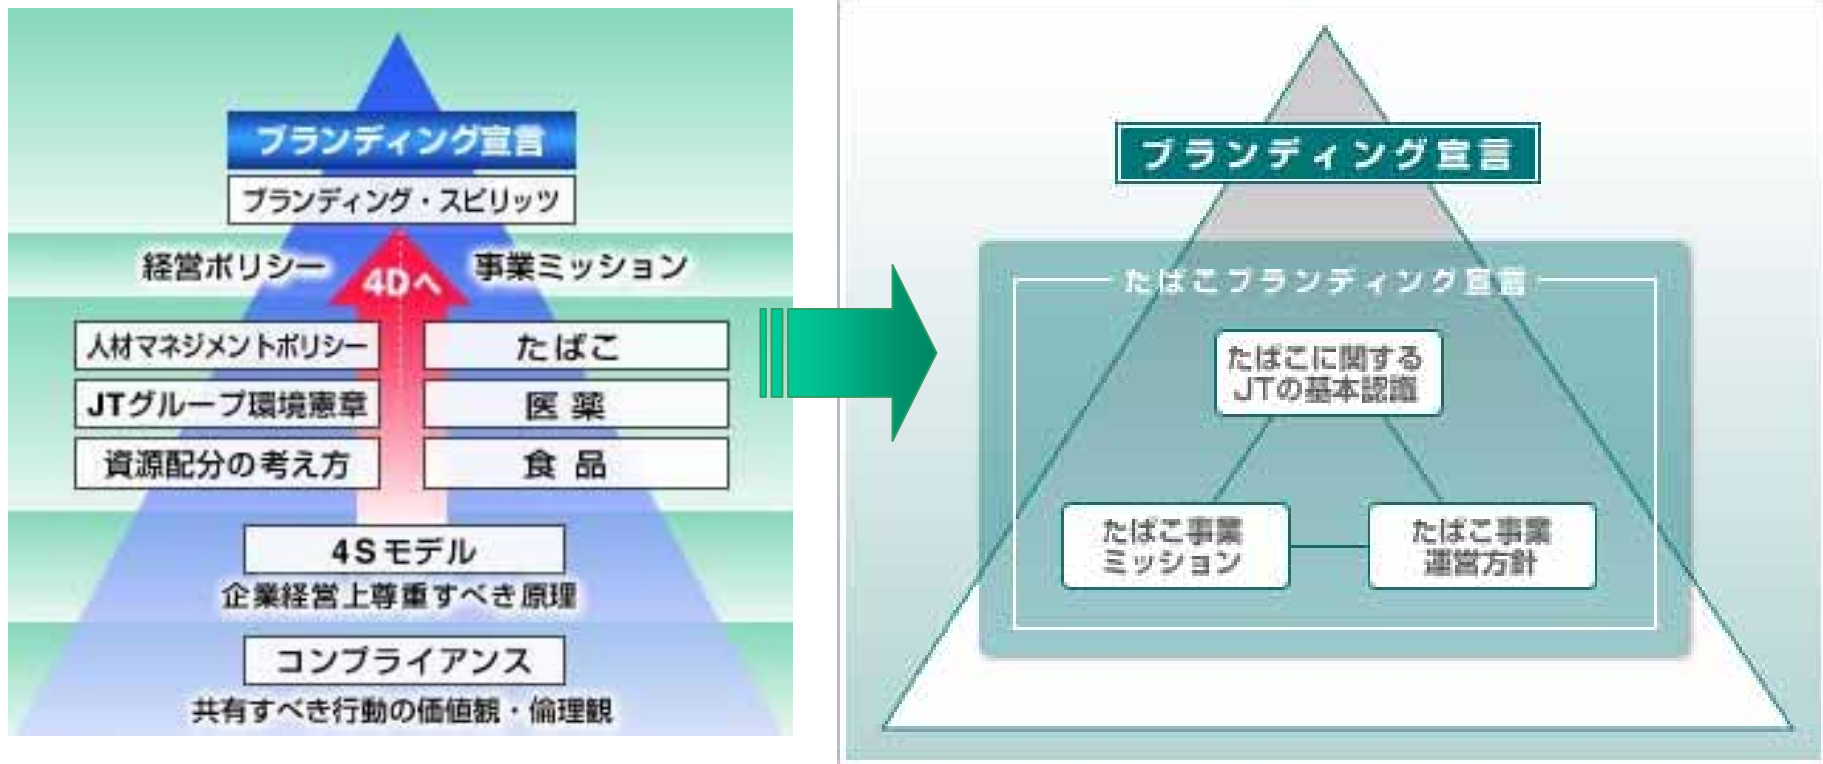 ブランディング宣言
ブランディング・スピリッツ
経営ポリシー
4Dへ
事業ミッション
人材マネジメントポリシー
たばこ
JTグループ環境憲章
医薬
資源配分の考え方
食品
4Sモデル
企業経営上尊重すべき原理
コンプライアンス
共有すべき行動の価値観・倫理観
ブランディング宣言
たばこブランディング宣言
たばこに関する
JTの基本認識
たばこ事業
ミッション
たばこ事業
運営方針